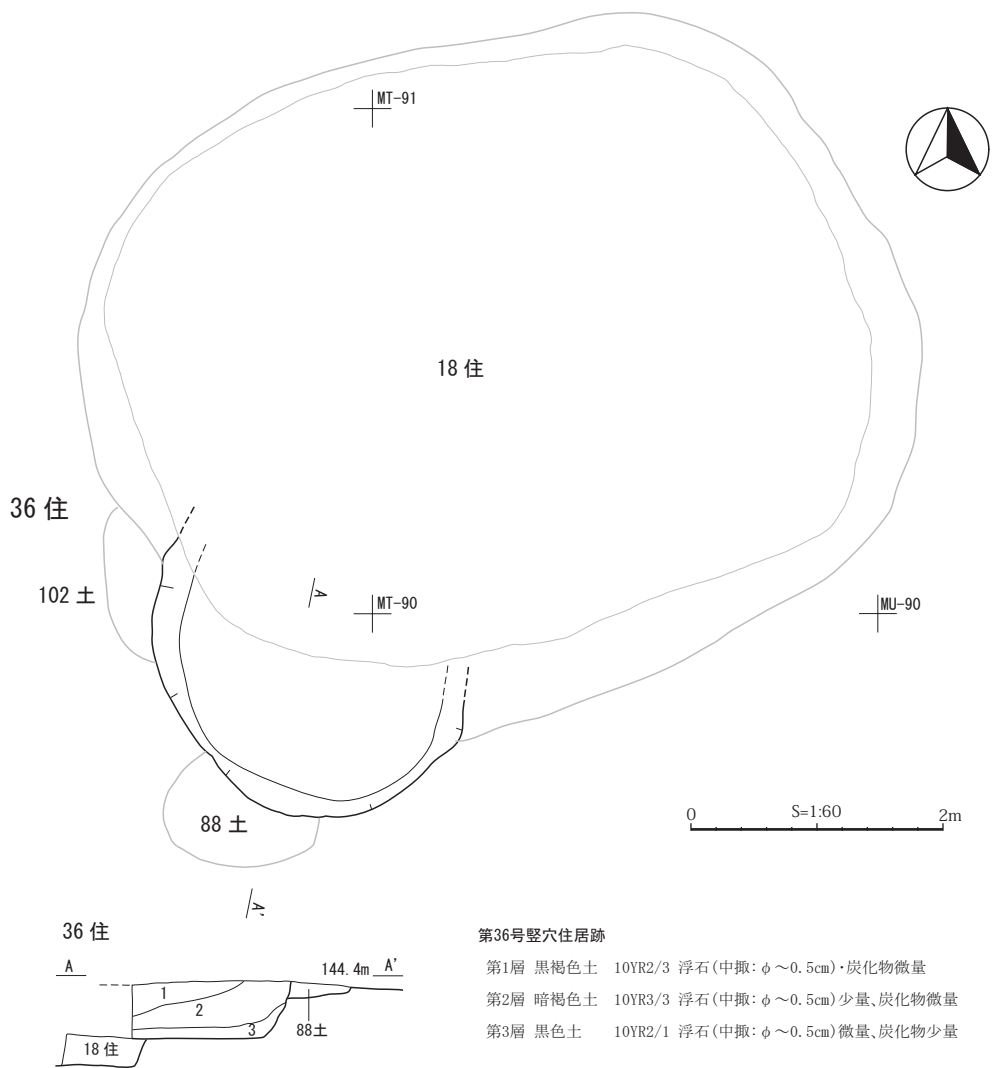 MT-91
18 住
36 住
102 土
A
MT-90
MU-90
88 土
0 S=1:60 2m
A'
36 住
A 144.4m A'
1
2
3 88土
18 住
第36号竪穴住居跡
第1層 黒褐色土 10YR2/3 浮石(中掫：φ～0.5cm)・炭化物微量
第2層 暗褐色土 10YR3/3 浮石(中掫：φ～0.5cm)少量、炭化物微量
第3層 黒色土 10YR2/1 浮石(中掫：φ～0.5cm)微量、炭化物少量